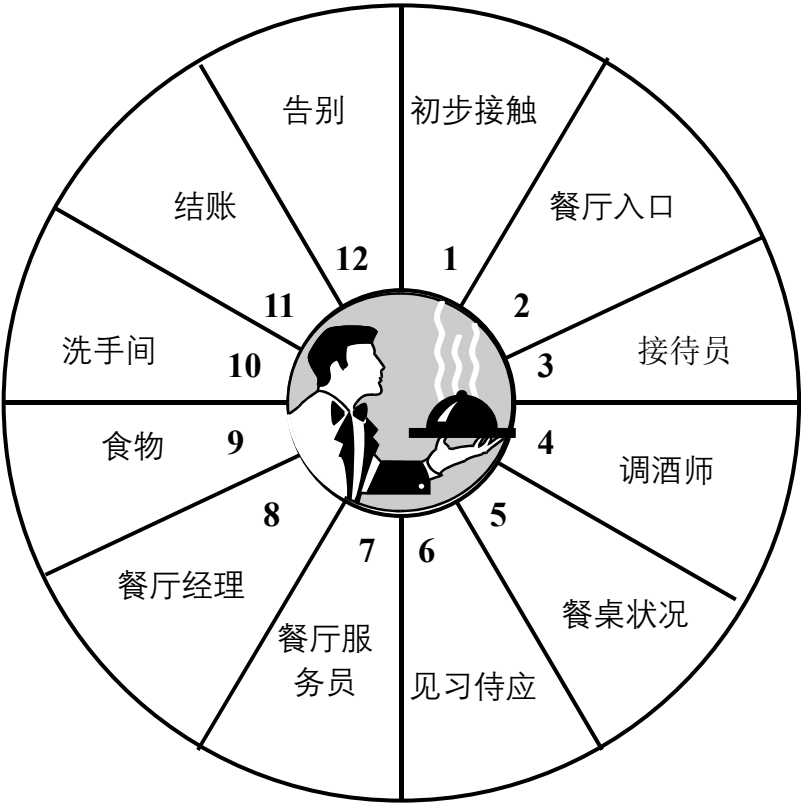 初步接触
1
餐厅入口
2
接待员
3
调酒师
4
餐桌状况
5
见习侍应
6
餐厅服
务员
7
餐厅经理
8
食物
9
洗手间
10
结账
11
告别
12